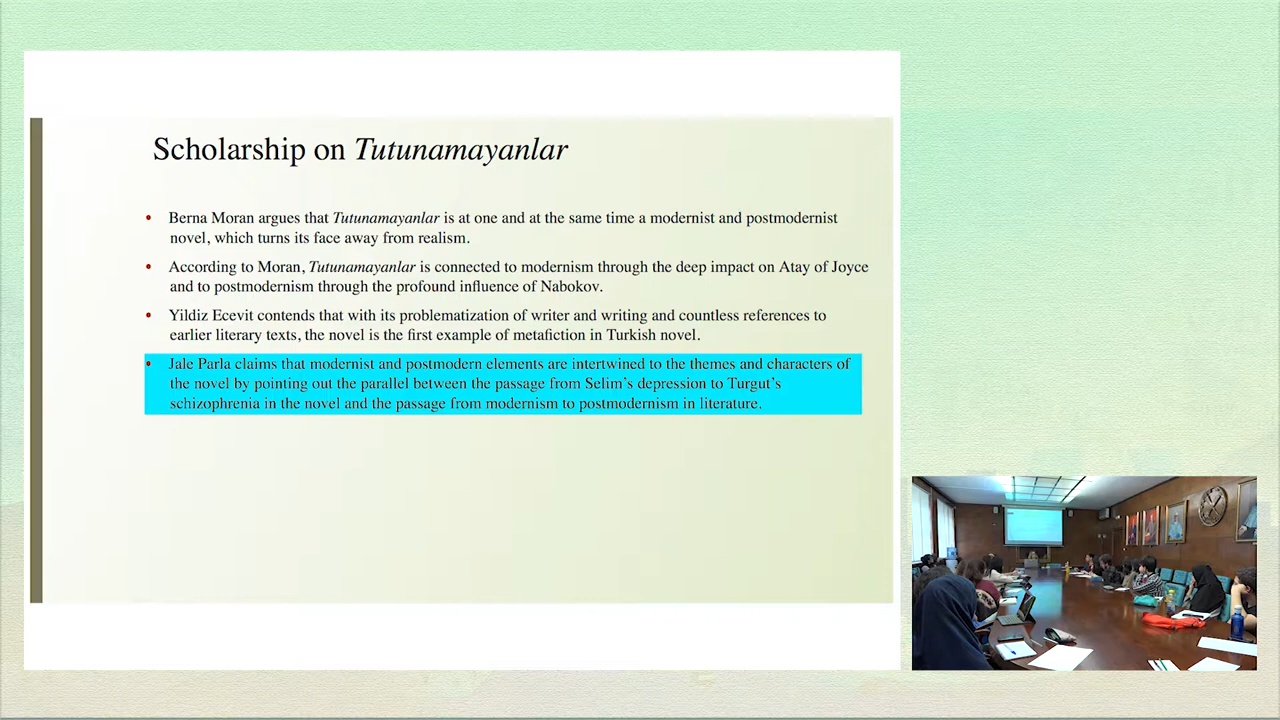 Scholarship on Tutunamayanlar
• Berna Moran argues that Tutunamayanlar is at one and at the same time a modernist and postmodernist
novel, which turns its face away from realism.
• According to Moran, Tutunamayanlar is connected to modernism through the deep impact on Atay of Joyce
and to postmodernism through the profound influence of Nabokov.
• Yildiz Ecevit contends that with its problematization of writer and writing and countless references to
earlier literary texts, the novel is the first example of metafiction in Turkish novel.
• Jale Parla claims that modernist and postmodern elements are intertwined to the themes and characters of
the novel by pointing out the parallel between the passage from Selim's depression to Turgut's
schizophrenia in the novel and the passage from modernism to postmodernism in literature.